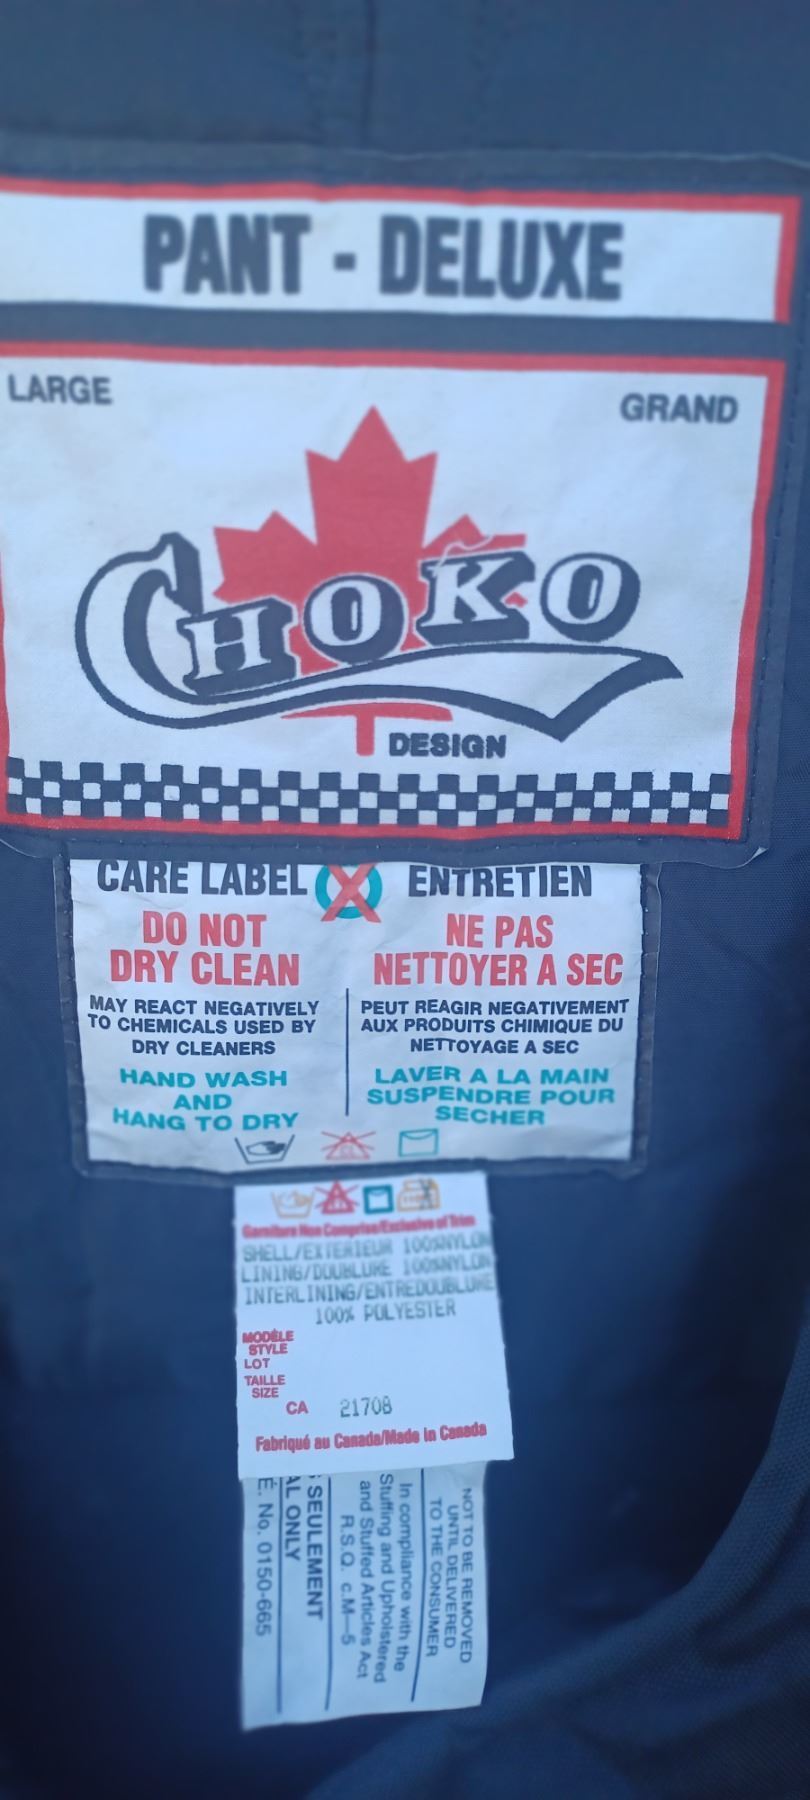 PANT - DELUXE
LARGE
GRAND
CHOKO
DESIGN
CARE LABEL ENTRETIEN
DO NOT
DRY CLEAN
MAY REACT NEGATIVELY
TO CHEMICALS USED BY
DRY CLEANERS
HAND WASH
AND
HANG TO DRY
NE PAS
NETTOYER A SEC
PEUT REAGIR NEGATIVEMENT
AUX PRODUITS CHIMIQUE DU
NETTOYAGE A SEC
LAVER A LA MAIN
SUSPENDRE POUR
SECHER
CL
Garniture Non Comprise/Exclusive of Trim
SHELL/EXTERIEUR 100%NYLON
LINING/DOUBLURE 100%NYLON
INTERLINING/ENTREDOUBLURE
100% POLYESTER
MODÈLE
STYLE
LOT
TAILLE
SIZE
CA 21708
Fabriqué au Canada/Made in Canada
NOT TO BE REMOVED
UNTIL DELIVERED
TO THE CONSUMER
In compliance with the
Stuffing and Upholstered
and Stuffed Articles Act
R.S.Q. c.M—5
SEULEMENT
AL ONLY
É. No. 0150-665